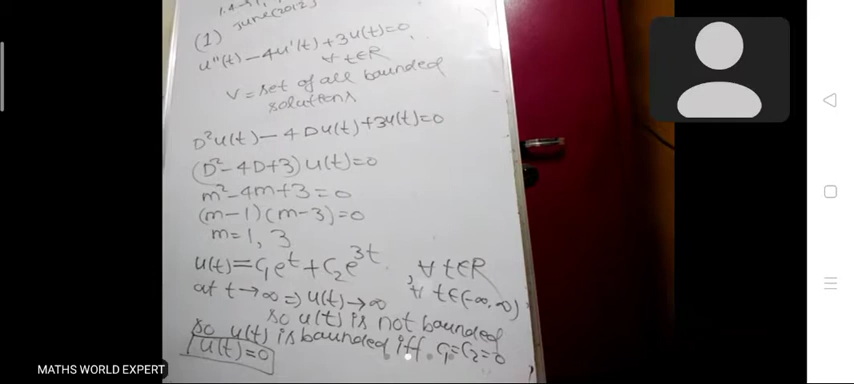 June(2012)
(1)
u"(t) - 4u'(t) + 3u(t) = 0,
∀ t∈R
V = set of all bounded
solutions
D²u(t) - 4Du(t) + 3u(t) = 0
(D² - 4D + 3) u(t) = 0
m² - 4m + 3 = 0
(m-1)(m-3) = 0
m = 1, 3
u(t) = C₁eᵗ + C₂e³ᵗ , ∀ t∈R
at t→∞ ⇒ u(t)→∞ ∀ t∈(-∞,∞)
so u(t) is not bounded
so u(t) is bounded iff C₁=C₂=0
u(t)=0
MATHS WORLD EXPERT